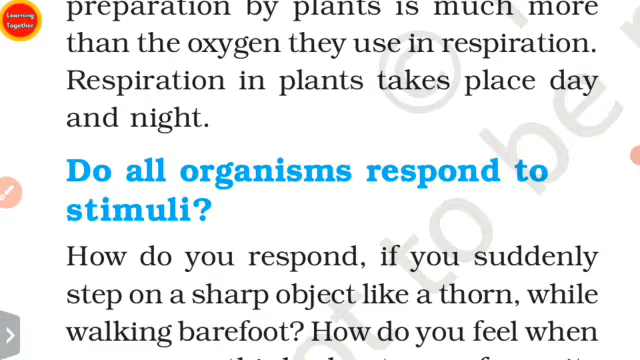 Learning
Together
preparation by plants is much more
than the oxygen they use in respiration.
Respiration in plants takes place day
and night.
Do all organisms respond to
stimuli?
How do you respond, if you suddenly
step on a sharp object like a thorn, while
walking barefoot? How do you feel when